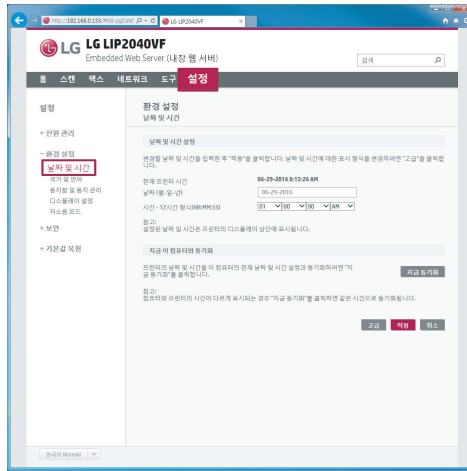 http://192.168.0.133/#hId-pgDate/
LG LIP2040VF
LG
LG LIP2040VF
Embedded Web Server (내장 웹 서버)
검색
홈 스캔 팩스 네트워크 도구 설정
설정
+ 전원 관리
- 환경 설정
날짜 및 시간
국가 및 언어
용지함 및 용지 관리
디스플레이 설정
저소음 모드
+ 보안
+ 기본값 복원
환경 설정
날짜 및 시간
날짜 및 시간 설정
변경할 날짜 및 시간을 입력한 후 "적용"을 클릭합니다. 날짜 및 시간에 대한 표시 형식을 변경하려면 "고급"을 클릭합
니다.
현재 프린터 시간 06-29-2016 8:13:26 AM
날짜 (월-일-년) 06-29-2016
시간 - 12시간 형식(HH:MM:SS) 01 00 00 AM
참고:
설정된 날짜 및 시간은 프린터의 디스플레이 상단에 표시됩니다.
지금 이 컴퓨터와 동기화
프린터의 날짜 및 시간을 이 컴퓨터의 현재 날짜 및 시간 설정과 동기화하려면 "지
금 동기화"를 클릭합니다.
지금 동기화
참고:
컴퓨터와 프린터의 시간이 다르게 표시되는 경우 "지금 동기화"를 클릭하면 같은 시간으로 동기화됩니다.
고급 적용 취소
한국어 (Korean)